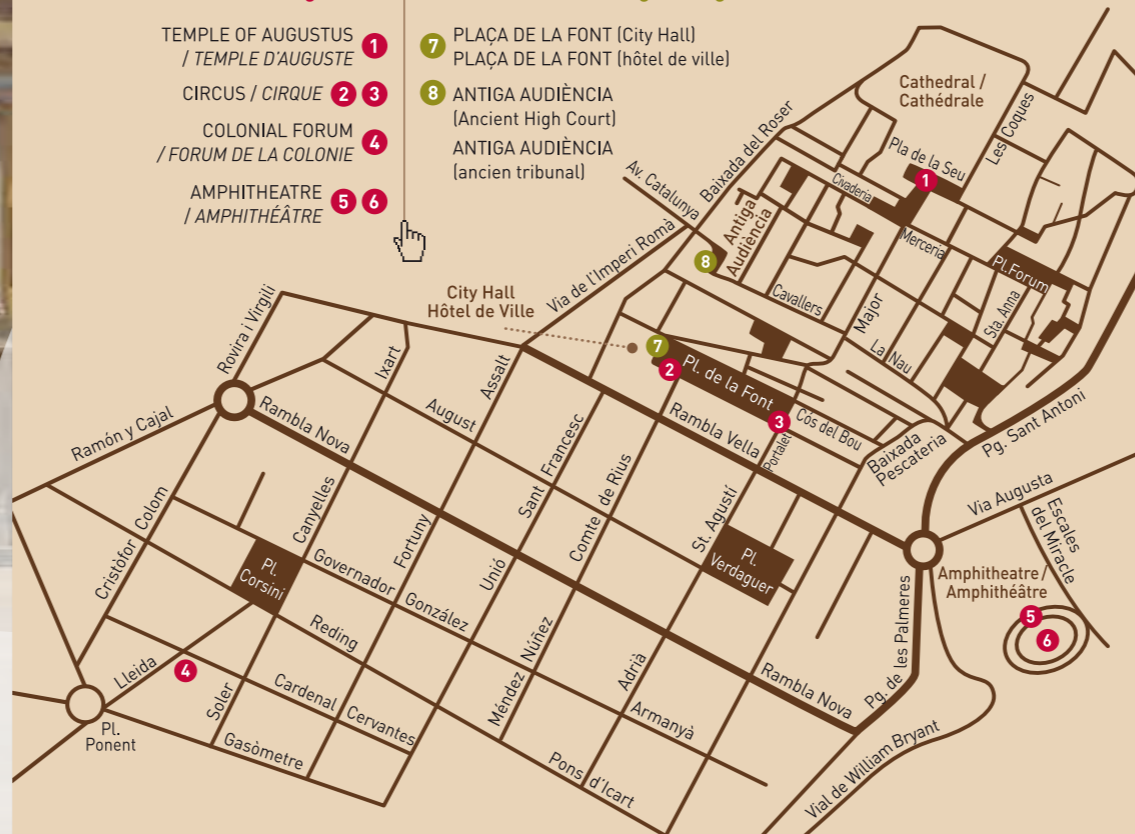 TEMPLE OF AUGUSTUS
/ TEMPLE D'AUGUSTE
1
CIRCUS / CIRQUE 2 3
COLONIAL FORUM
/ FORUM DE LA COLONIE
4
AMPHITHEATRE
/ AMPHITHÉÂTRE
5 6
7 PLAÇA DE LA FONT (City Hall)
PLAÇA DE LA FONT (hôtel de ville)
8 ANTIGA AUDIÈNCIA
(Ancient High Court)
ANTIGA AUDIÈNCIA
(ancien tribunal)
Cathedral /
Cathédrale
Les Coques
Pla de la Seu
1
Baixada del Roser
Av. Catalunya
Civaderia
Antiga
Audiència
8
Merceria
Pl. Forum
Via de l'Imperi Romà
Cavallers
Major
Sta. Anna
La Nau
City Hall
Hôtel de Ville
7
2
Pl. de la Font
3
Cós del Bou
Portalet
Baixada
Pescateria
Pg. Sant Antoni
Rovira i Virgili
Ixart
Assalt
August
Rambla Vella
Ramón y Cajal
Rambla Nova
Sant Francesc
Comte de Rius
St. Agustí
Via Augusta
Escales
del Miracle
Cristòfor Colom
Canyelles
Fortuny
Unió
Pl.
Corsini
Governador González
Pl.
Verdaguer
Amphitheatre /
Amphithéâtre
5
6
Reding
Méndez Núñez
Adrià
Rambla Nova
Pg. de les Palmeres
Lleida
4
Soler
Cardenal Cervantes
Armanyà
Pl.
Ponent
Gasòmetre
Pons d'Icart
Vial de William Bryant